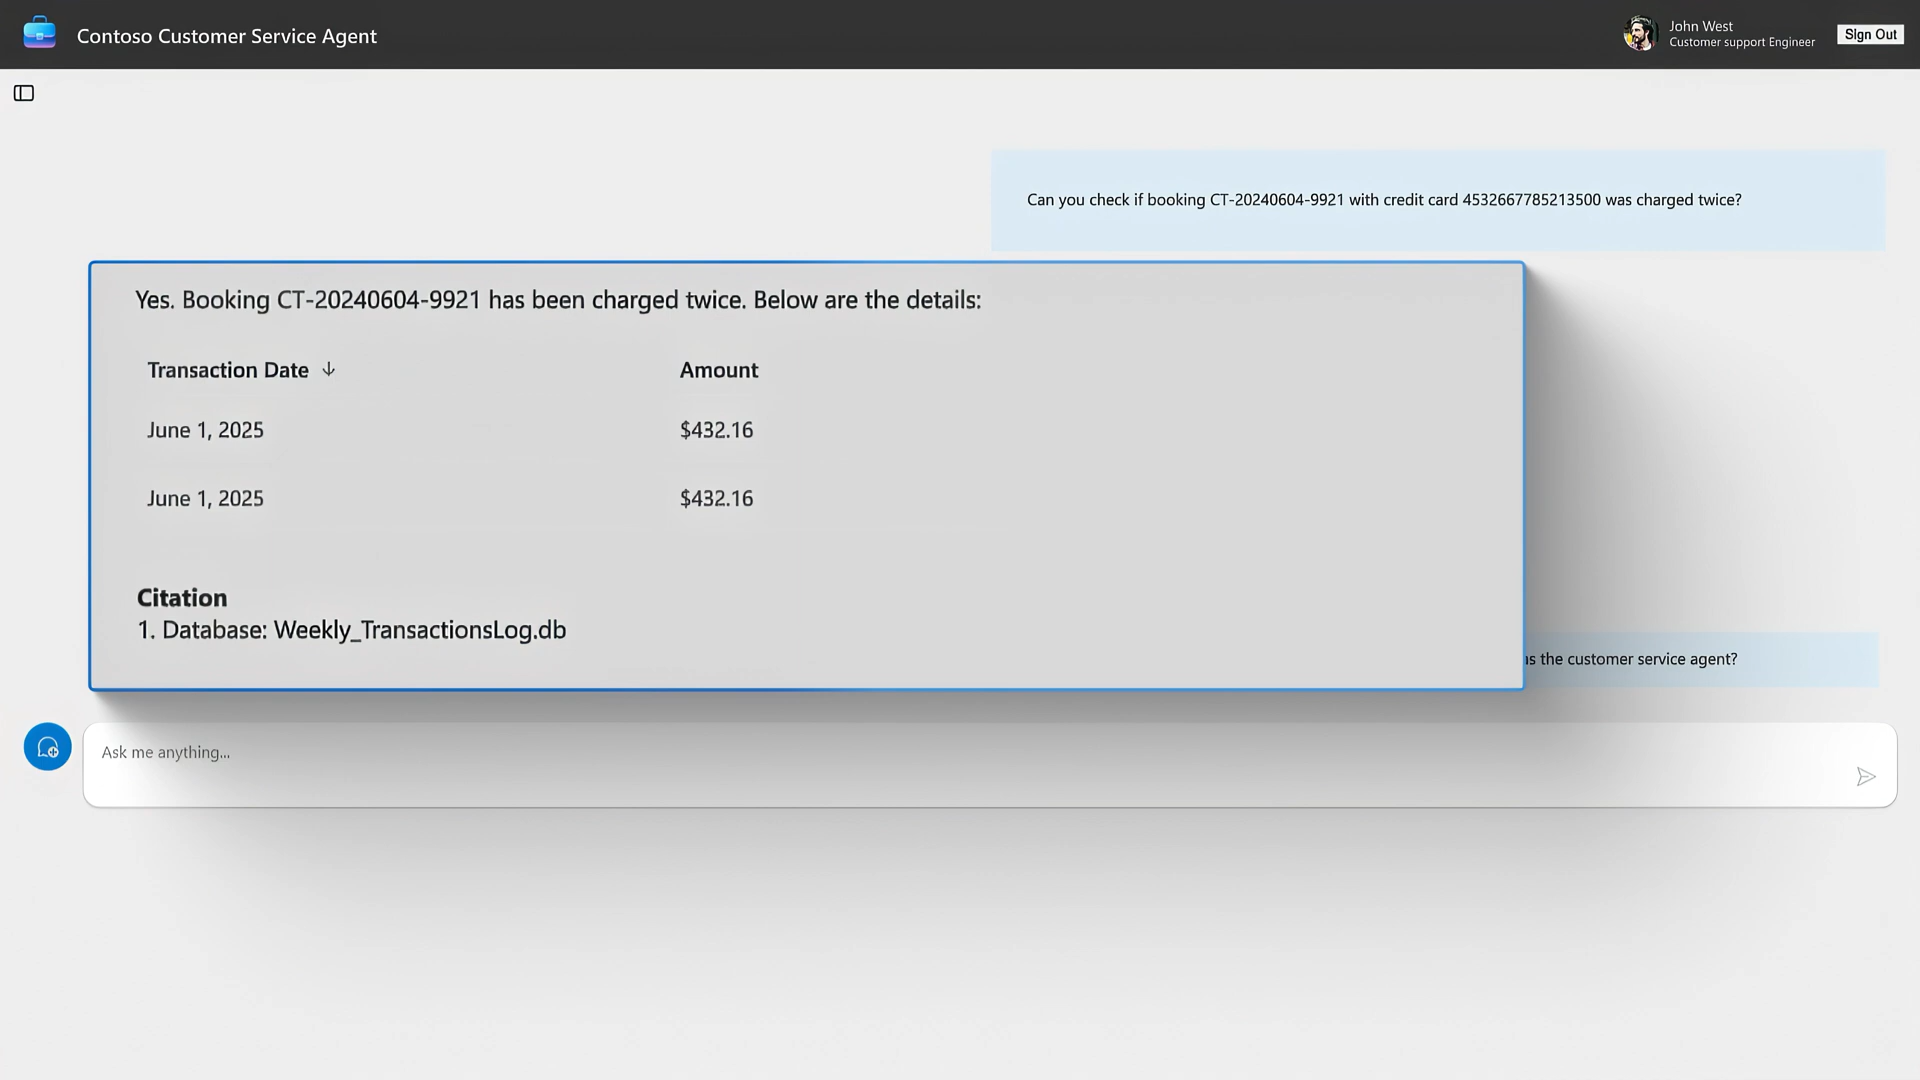 Contoso Customer Service Agent
John West
Customer support Engineer
Sign Out
Can you check if booking CT-20240604-9921 with credit card 4532667785213500 was charged twice?
Yes. Booking CT-20240604-9921 has been charged twice. Below are the details:
Transaction Date ↓ Amount
June 1, 2025 $432.16
June 1, 2025 $432.16
Citation
1. Database: Weekly_TransactionsLog.db
the customer service agent?
Ask me anything...